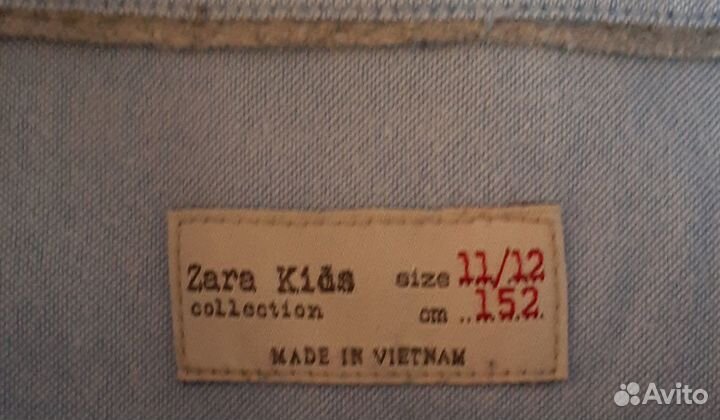 Zara Kids size 11/12
collection cm ..152.
MADE IN VIETNAM
Avito